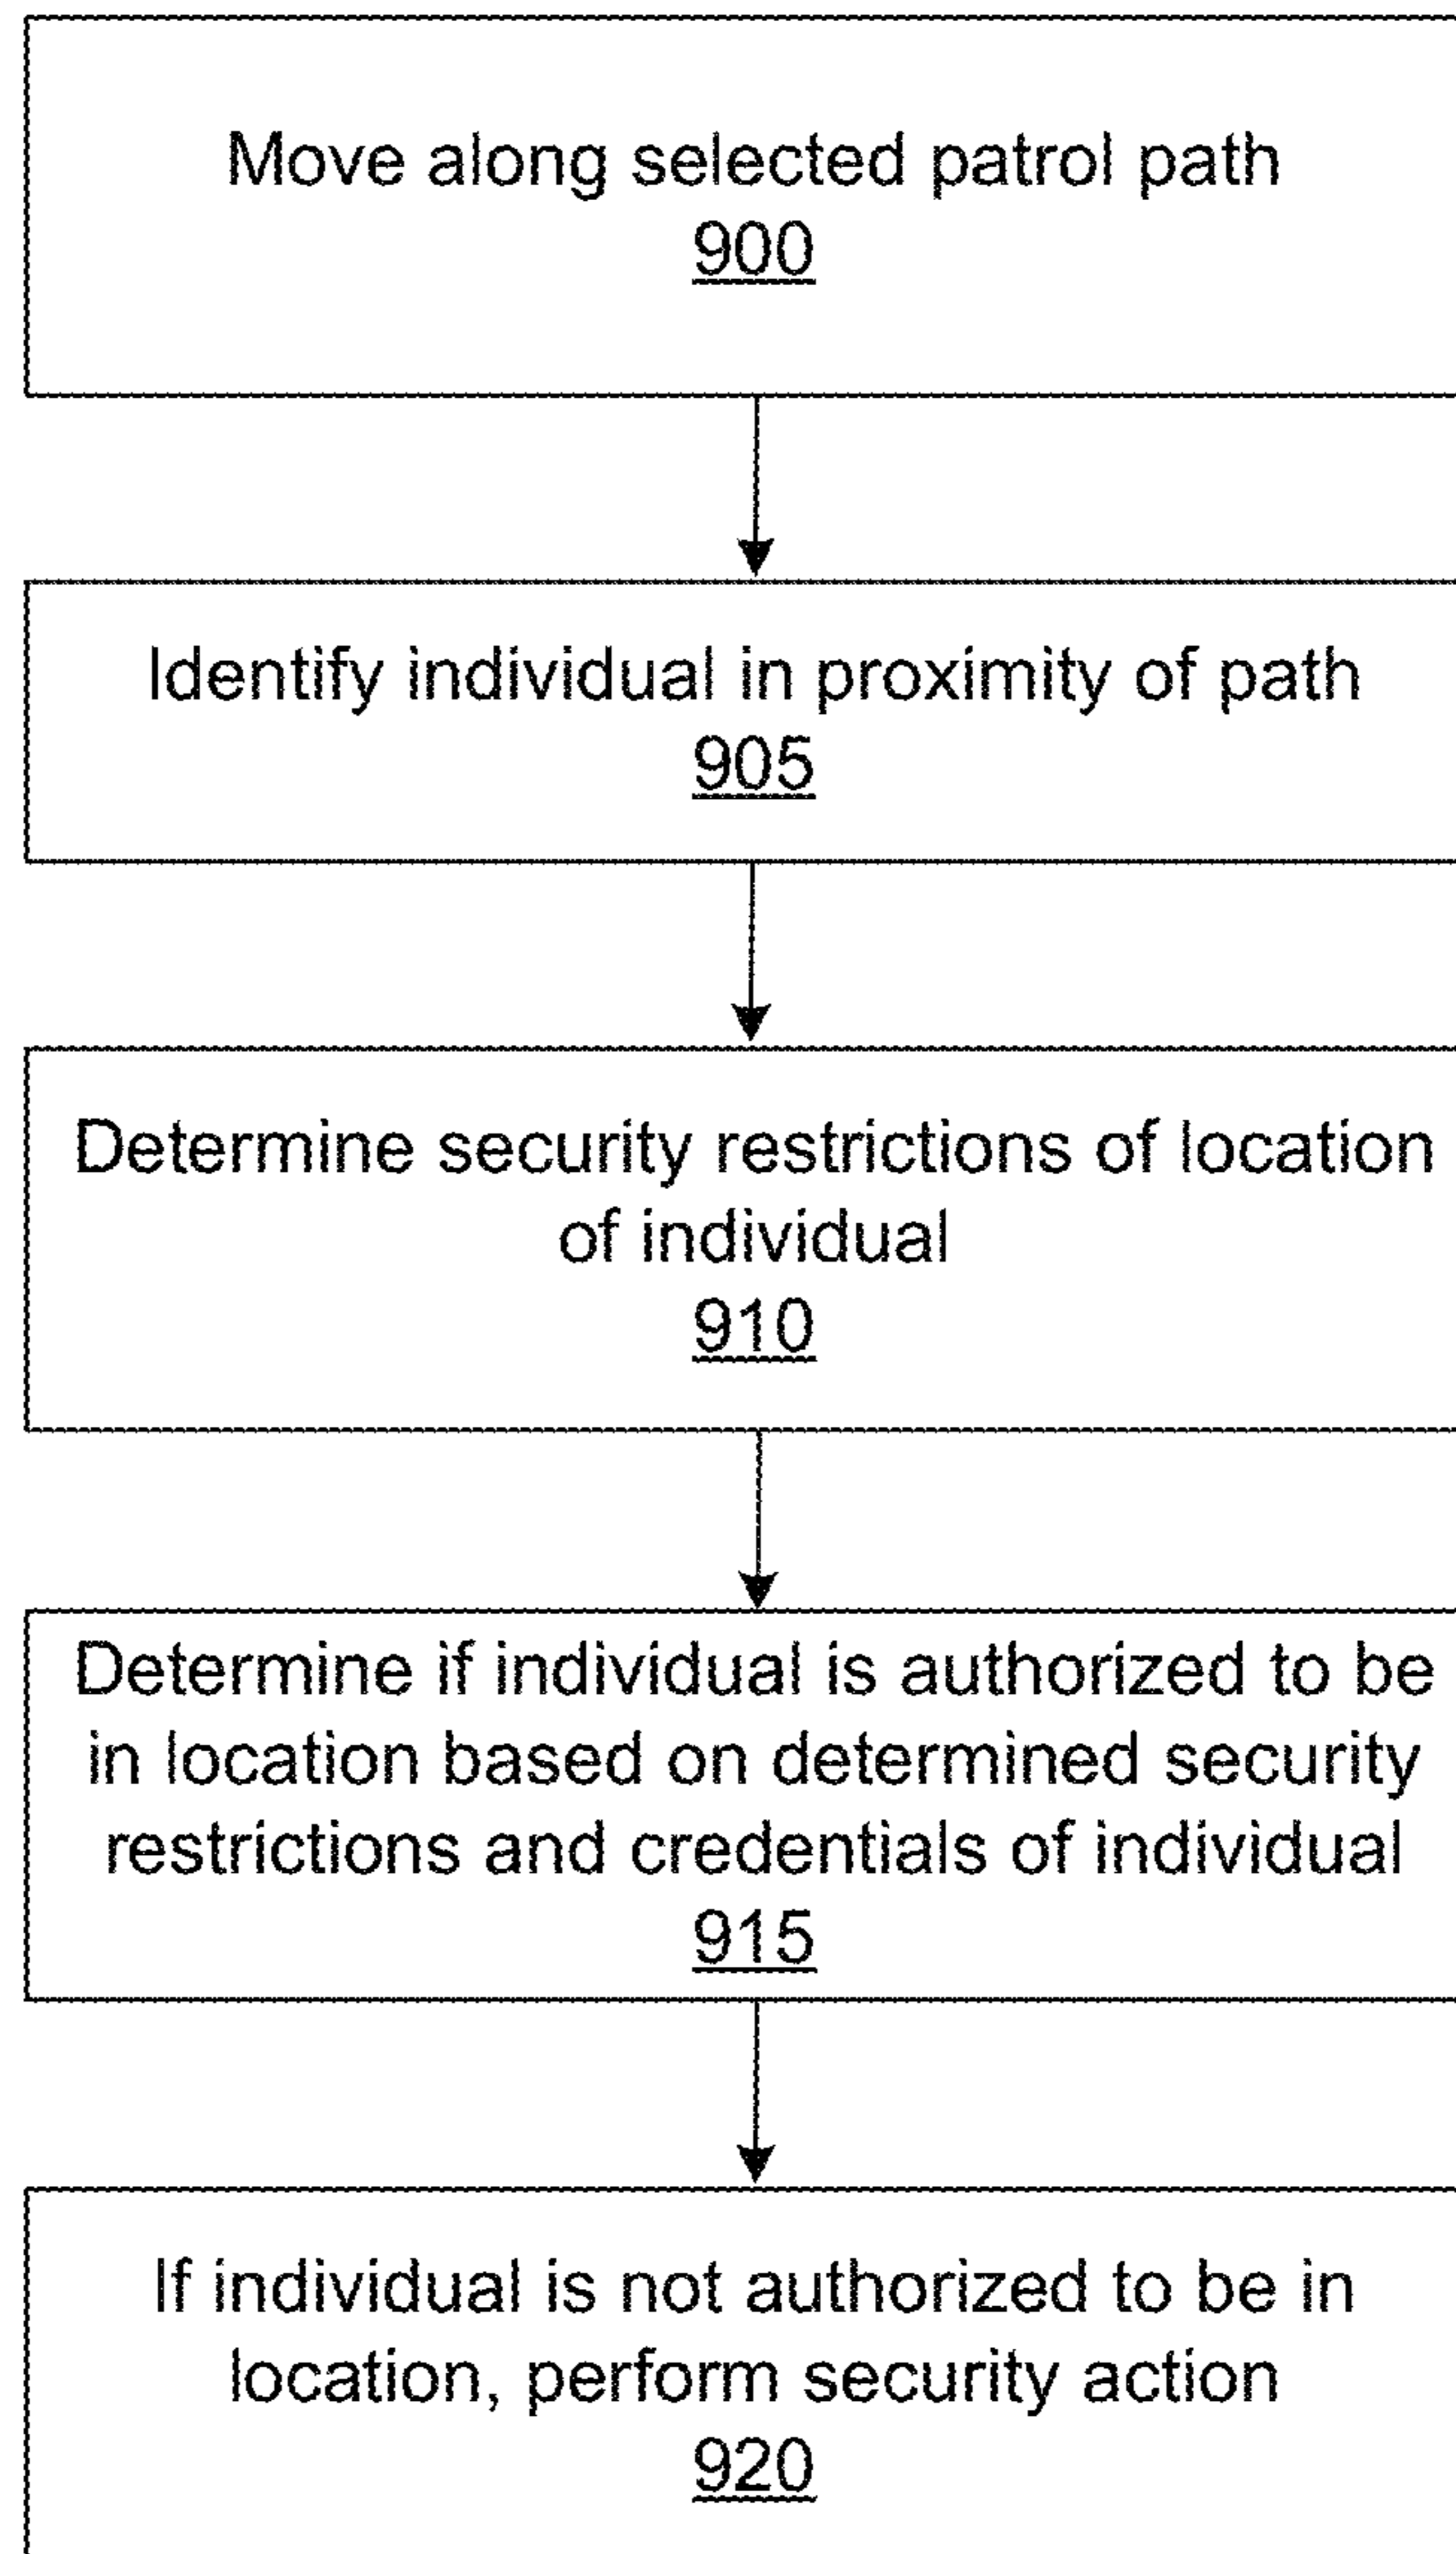 Move along selected patrol path
900
Identify individual in proximity of path
905
Determine security restrictions of location
of individual
910
Determine if individual is authorized to be
in location based on determined security
restrictions and credentials of individual
915
If individual is not authorized to be in
location, perform security action
920